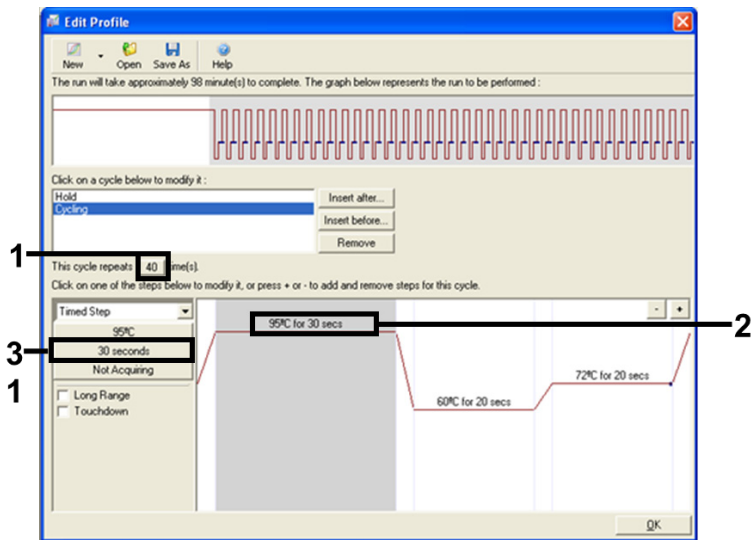 Edit Profile
New Open Save As Help
The run will take approximately 98 minute(s) to complete. The graph below represents the run to be performed :
Click on a cycle below to modify it :
Hold
Cycling
Insert after...
Insert before...
Remove
1
This cycle repeats 40 time(s).
Click on one of the steps below to modify it, or press + or - to add and remove steps for this cycle.
Timed Step
- +
95ºC
95ºC for 30 secs
2
3
30 seconds
Not Acquiring
72ºC for 20 secs
1
Long Range
60ºC for 20 secs
Touchdown
OK